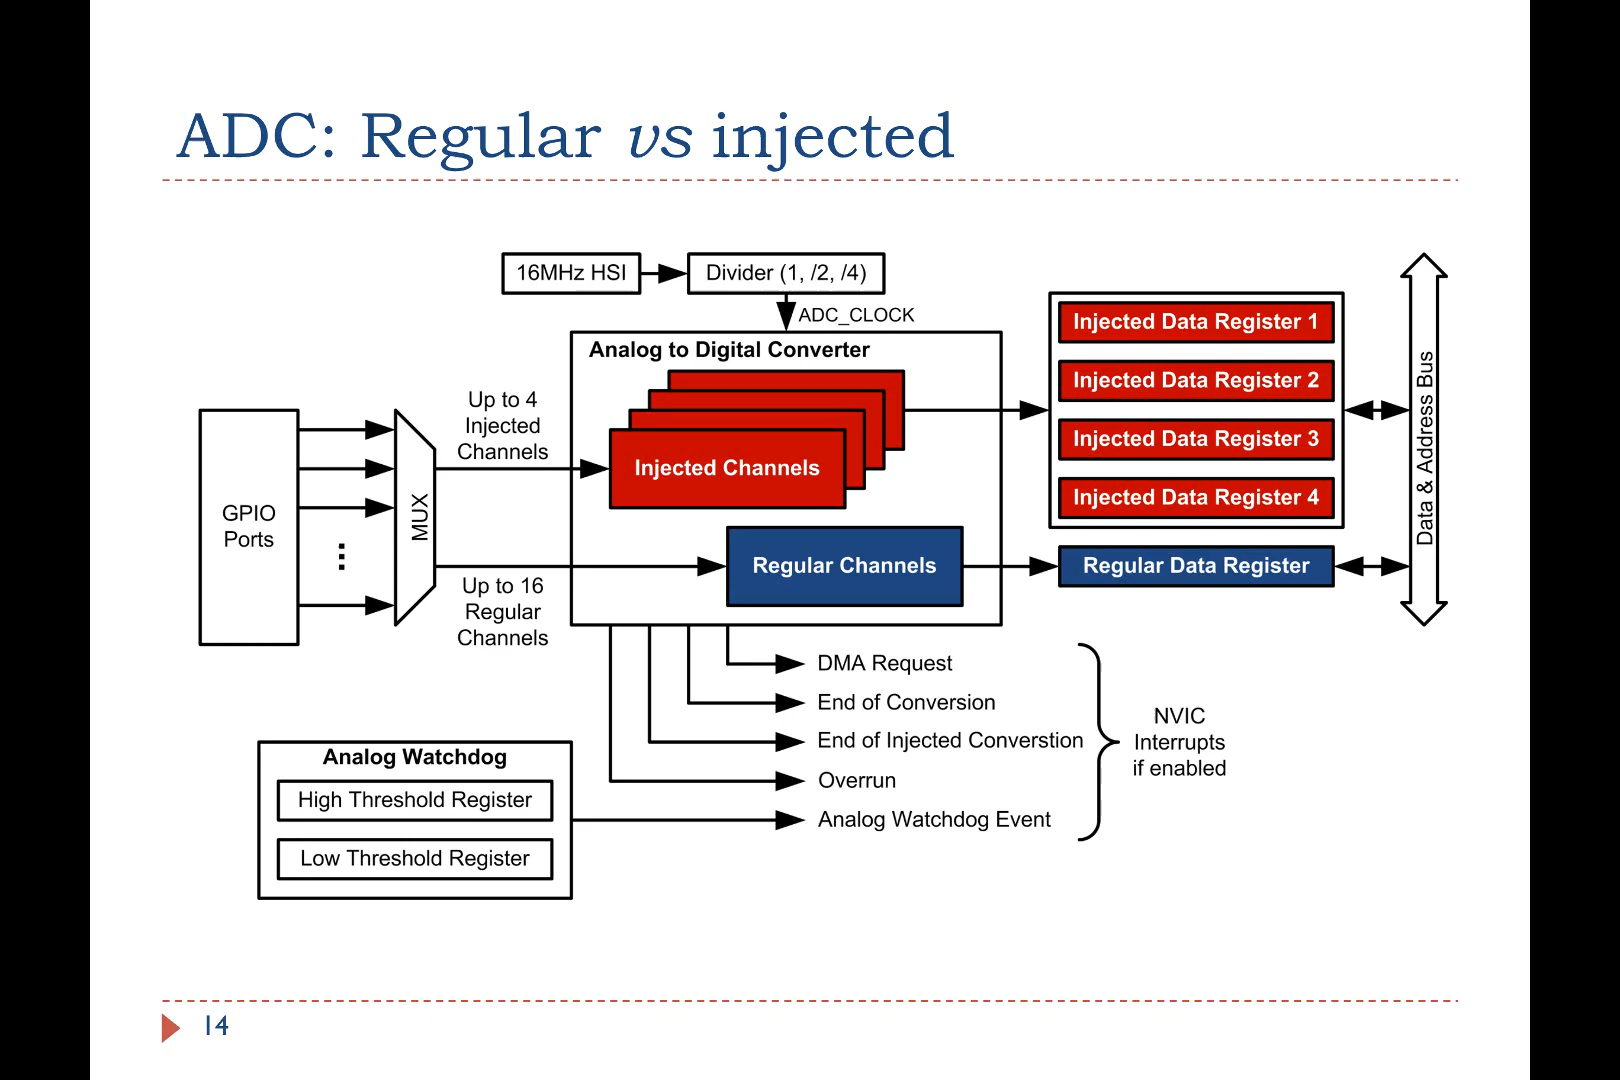 ADC: Regular vs injected
16MHz HSI
Divider (1, /2, /4)
ADC_CLOCK
Analog to Digital Converter
Up to 4
Injected
Channels
Injected Channels
GPIO
Ports
MUX
Up to 16
Regular
Channels
Regular Channels
Injected Data Register 1
Injected Data Register 2
Injected Data Register 3
Injected Data Register 4
Regular Data Register
Data & Address Bus
DMA Request
End of Conversion
End of Injected Converstion
Overrun
Analog Watchdog Event
NVIC
Interrupts
if enabled
Analog Watchdog
High Threshold Register
Low Threshold Register
14